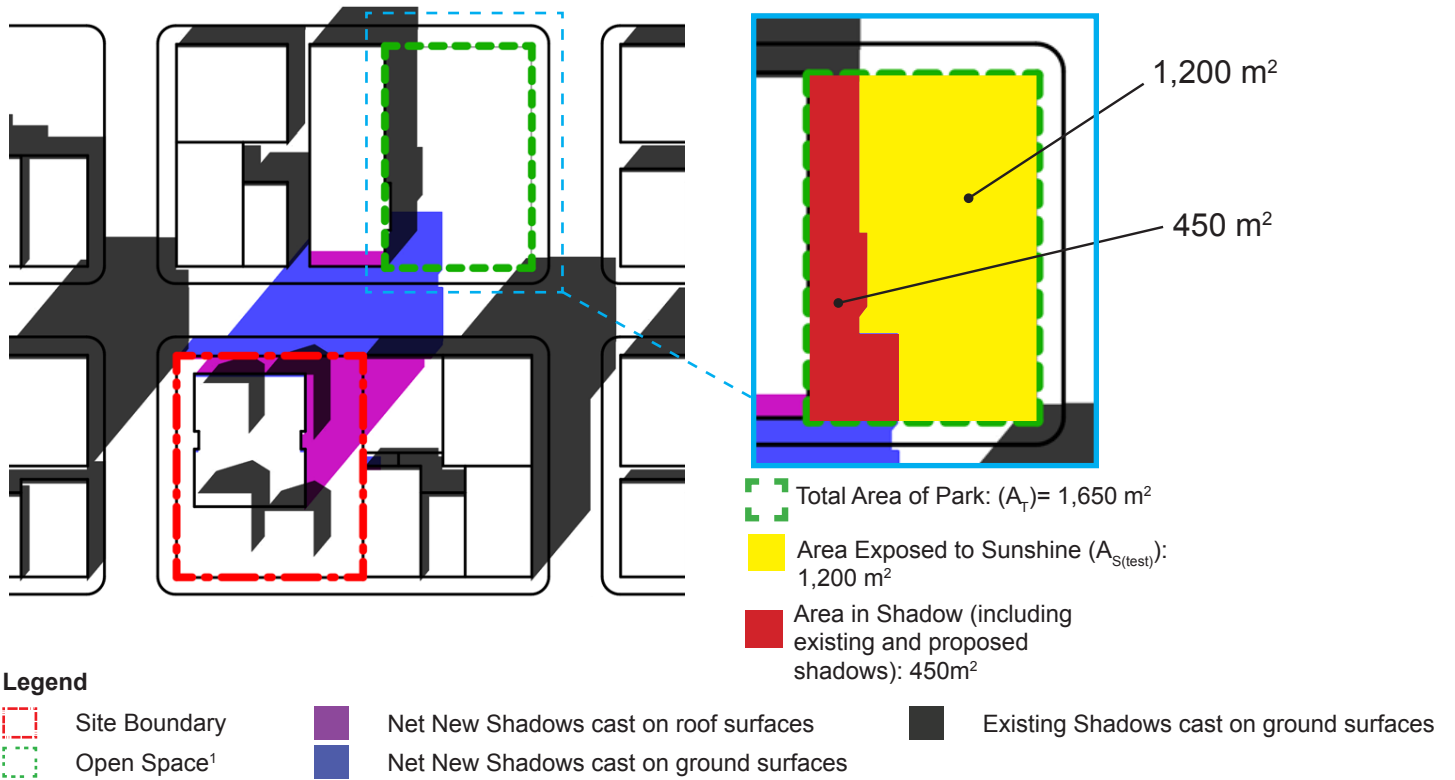 1,200 m²
450 m²
Total Area of Park: (A_T)= 1,650 m²
Area Exposed to Sunshine (A_S(test)):
1,200 m²
Area in Shadow (including
existing and proposed
shadows): 450m²
Legend
Site Boundary
Net New Shadows cast on roof surfaces
Existing Shadows cast on ground surfaces
Open Space¹
Net New Shadows cast on ground surfaces